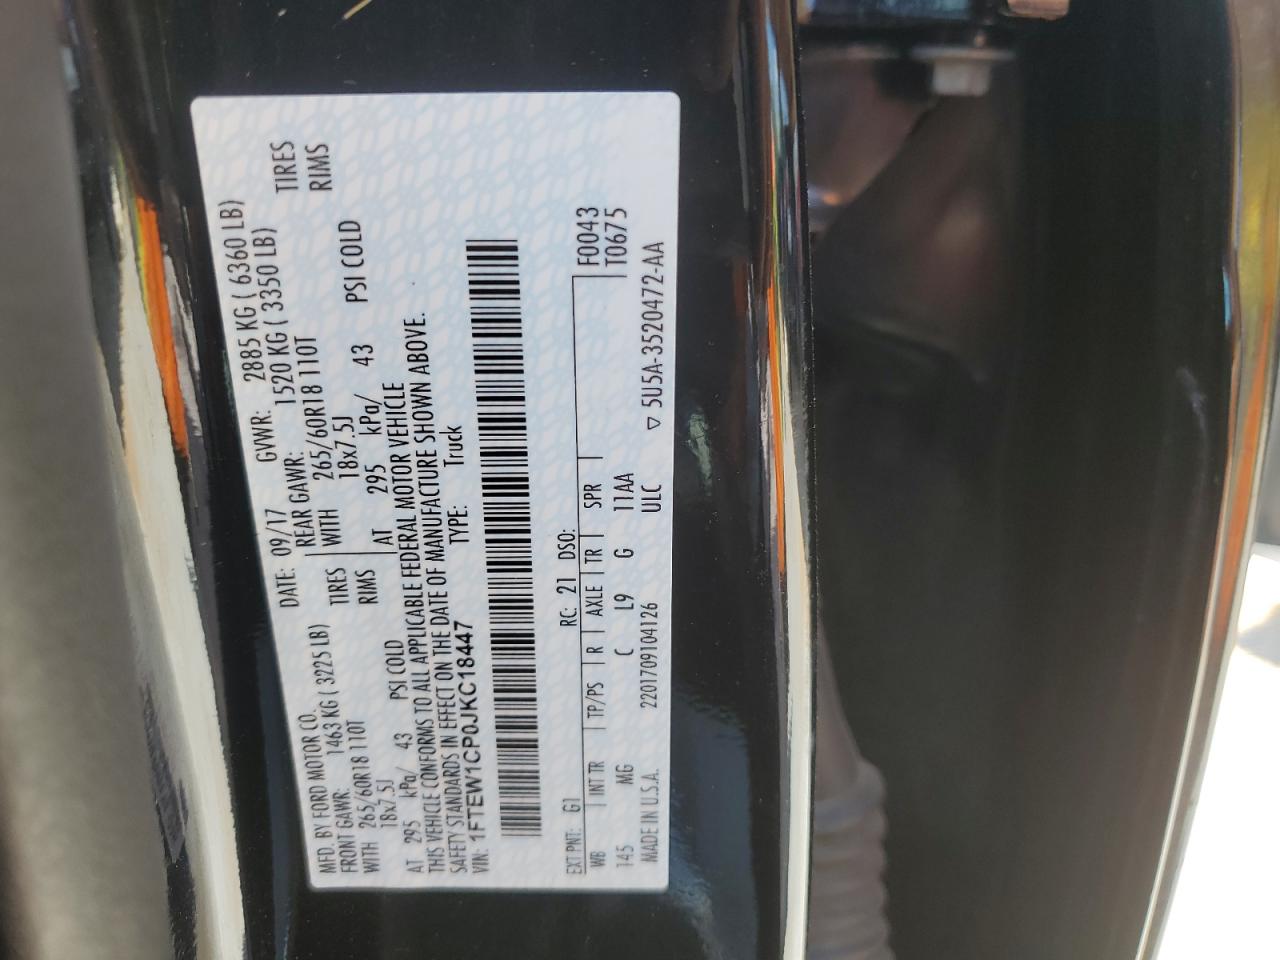 MFD. BY FORD MOTOR CO.
DATE: 09/17 GVWR: 2885 KG ( 6360 LB)
FRONT GAWR: 1463 KG ( 3225 LB) REAR GAWR: 1520 KG ( 3350 LB)
WITH 265/60R18 110T TIRES WITH 265/60R18 110T TIRES
18x7.5J RIMS 18x7.5J RIMS
AT 295 kPa/ 43 PSI COLD AT 295 kPa/ 43 PSI COLD
THIS VEHICLE CONFORMS TO ALL APPLICABLE FEDERAL MOTOR VEHICLE
SAFETY STANDARDS IN EFFECT ON THE DATE OF MANUFACTURE SHOWN ABOVE.
VIN: 1FTEW1CP0JKC18447 TYPE: Truck
EXT PNT: G1 RC: 21 DSO: F0043
WB INT TR TP/PS R AXLE TR SPR T0675
145 MG C L9 G 11AA
MADE IN U.S.A. 2201709104126 ULC ▽ 5U5A-3520472-AA